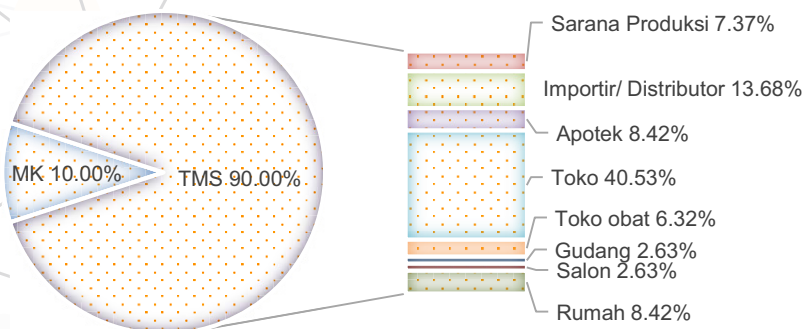 MK 10.00%
TMS 90.00%
Sarana Produksi 7.37%
Importir/ Distributor 13.68%
Apotek 8.42%
Toko 40.53%
Toko obat 6.32%
Gudang 2.63%
Salon 2.63%
Rumah 8.42%